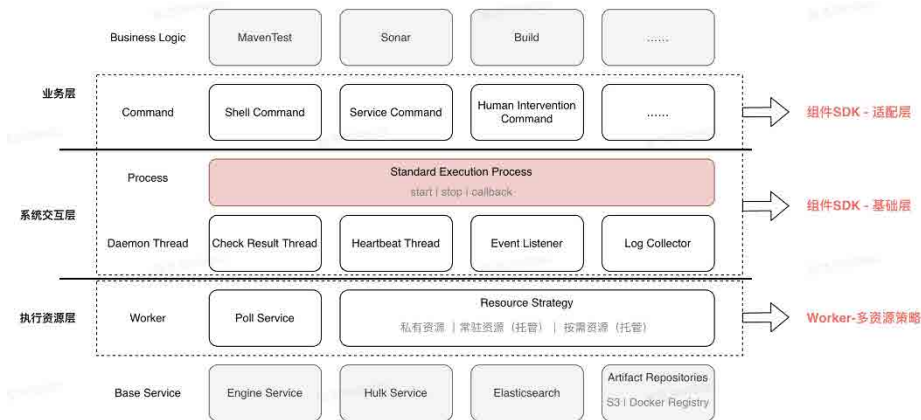 Business Logic
MavenTest
Sonar
Build
......
业务层
Command
Shell Command
Service Command
Human Intervention
Command
......
组件SDK - 适配层
系统交互层
Process
Standard Execution Process
start | stop | callback
组件SDK - 基础层
Daemon Thread
Check Result Thread
Heartbeat Thread
Event Listener
Log Collector
执行资源层
Worker
Poll Service
Resource Strategy
私有资源 | 常驻资源（托管） | 按需资源（托管）
Worker-多资源策略
Base Service
Engine Service
Hulk Service
Elasticsearch
Artifact Repositories
S3 | Docker Registry